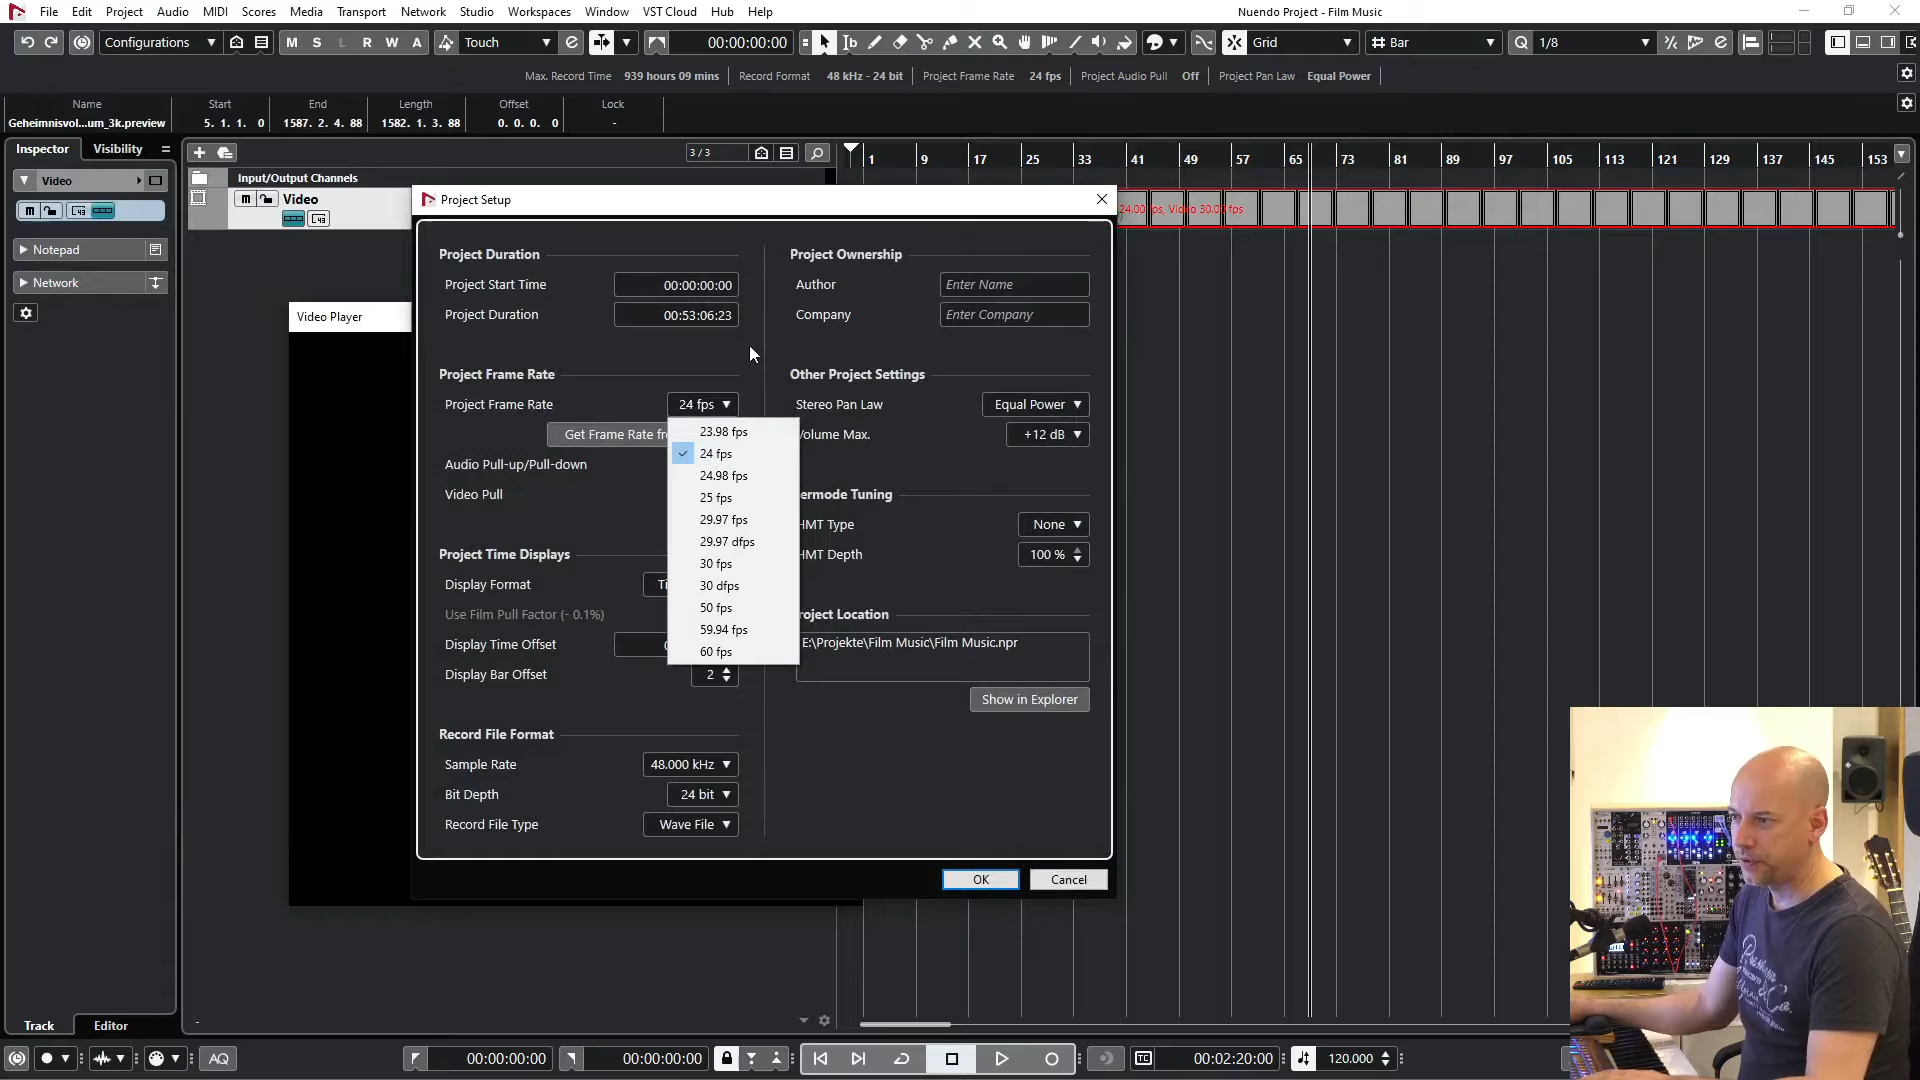 File Edit Project Audio MIDI Scores Media Transport Network Studio Workspaces Window VST Cloud Hub Help
Nuendo Project - Film Music
Configurations M S L R W A Touch 00:00:00:00 Grid Bar 1/8
Max. Record Time 939 hours 09 mins Record Format 48 kHz - 24 bit Project Frame Rate 24 fps Project Audio Pull Off Project Pan Law Equal Power
Name Start End Length Offset Lock
Geheimnisvol...um_3k.preview 5. 1. 1. 0 1587. 2. 4. 88 1582. 1. 3. 88 0. 0. 0. 0 -
Inspector Visibility
3 / 3
1 9 17 25 33 41 49 57 65 73 81 89 97 105 113 121 129 137 145 153
Video
Input/Output Channels
m Video
24.00 fps, Video 30.00 fps
m
Notepad
Network
Video Player
Project Setup
Project Duration
Project Start Time 00:00:00:00
Project Duration 00:53:06:23
Project Frame Rate
Project Frame Rate 24 fps
Get Frame Rate fr
Audio Pull-up/Pull-down
Video Pull
23.98 fps
24 fps
24.98 fps
25 fps
29.97 fps
29.97 dfps
30 fps
30 dfps
50 fps
59.94 fps
60 fps
Project Time Displays
Display Format Ti
Use Film Pull Factor (- 0.1%)
Display Time Offset
Display Bar Offset 2
Record File Format
Sample Rate 48.000 kHz
Bit Depth 24 bit
Record File Type Wave File
Project Ownership
Author Enter Name
Company Enter Company
Other Project Settings
Stereo Pan Law Equal Power
Volume Max. +12 dB
ermode Tuning
HMT Type None
HMT Depth 100 %
roject Location
E:\Projekte\Film Music\Film Music.npr
Show in Explorer
OK Cancel
Track Editor
AQ 00:00:00:00 00:00:00:00 TC 00:02:20:00 120.000